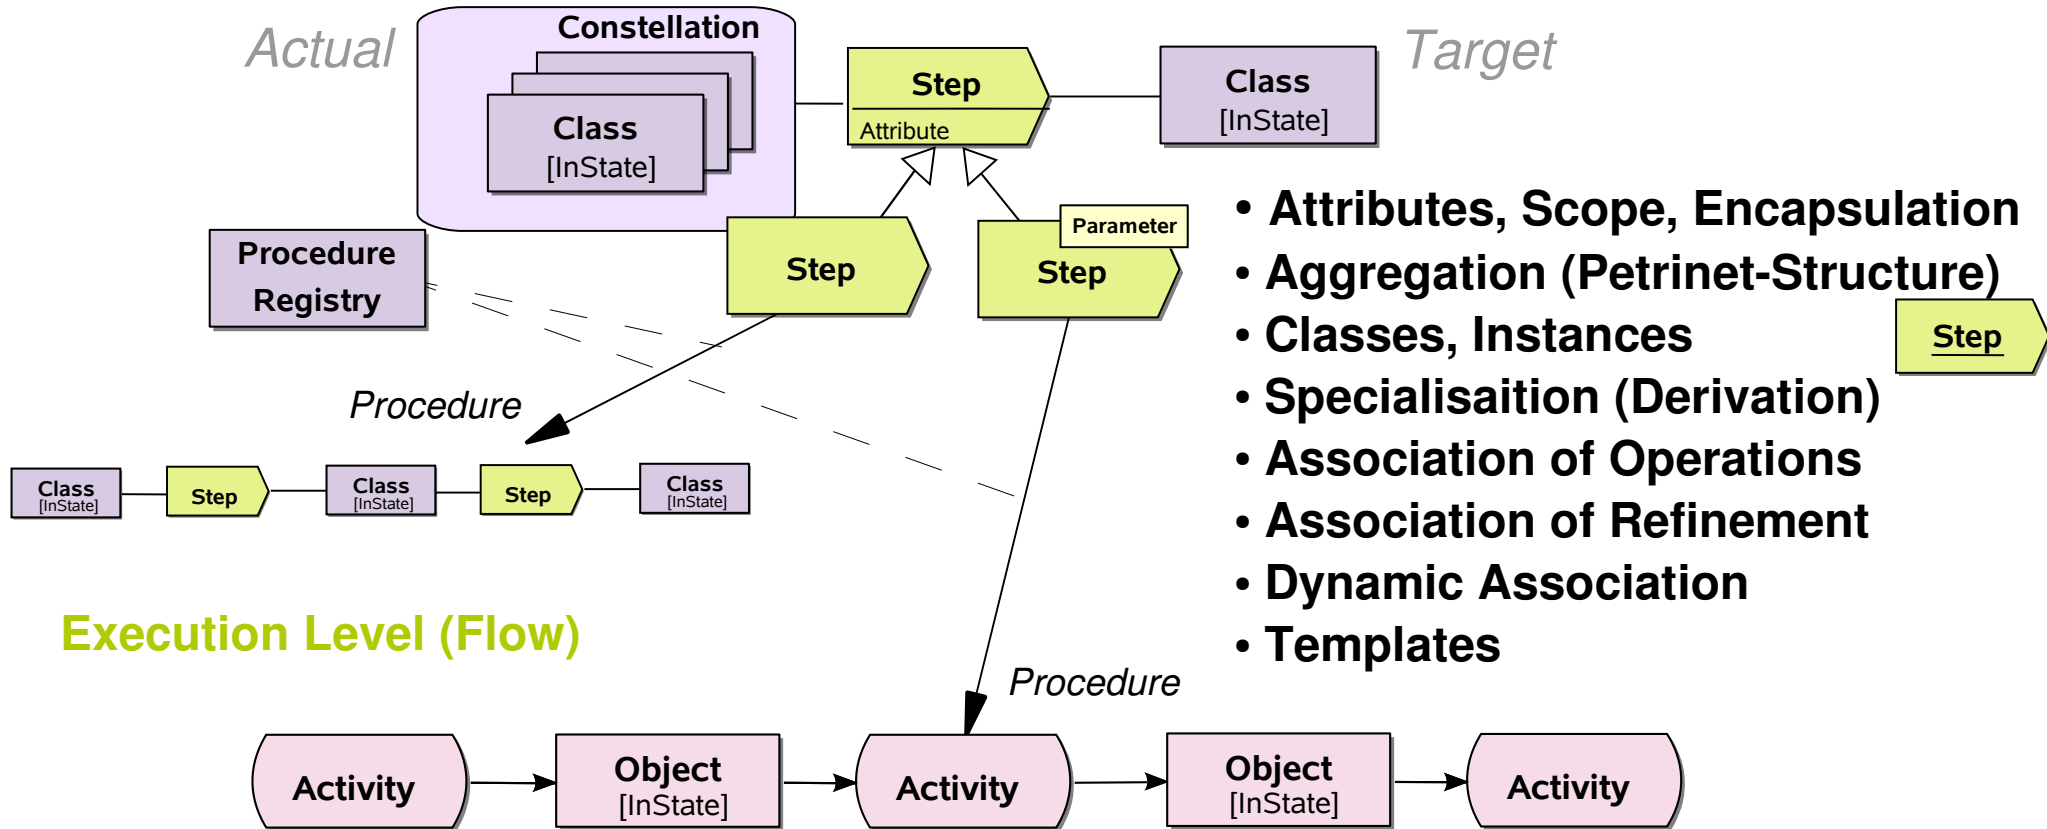 Actual
Constellation
Class
[InState]
Step
Attribute
Class
[InState]
Target
Procedure
Registry
Step
Parameter
Step
• Attributes, Scope, Encapsulation
• Aggregation (Petrinet-Structure)
• Classes, Instances
Step
• Specialisaition (Derivation)
• Association of Operations
• Association of Refinement
• Dynamic Association
• Templates
Procedure
Class
[InState]
Step
Class
[InState]
Step
Class
[InState]
Execution Level (Flow)
Procedure
Activity
Object
[InState]
Activity
Object
[InState]
Activity